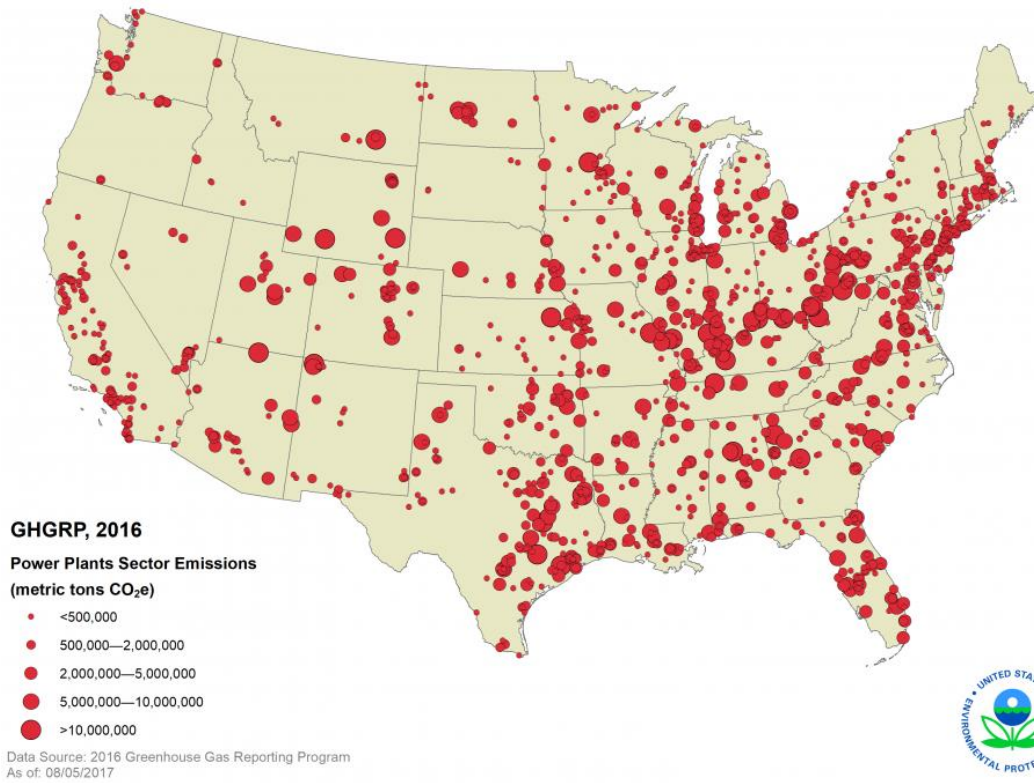 GHGRP, 2016
Power Plants Sector Emissions
(metric tons CO₂e)
<500,000
500,000—2,000,000
2,000,000—5,000,000
5,000,000—10,000,000
>10,000,000
Data Source: 2016 Greenhouse Gas Reporting Program
As of: 08/05/2017
UNITED
ENVIRONMENTAL